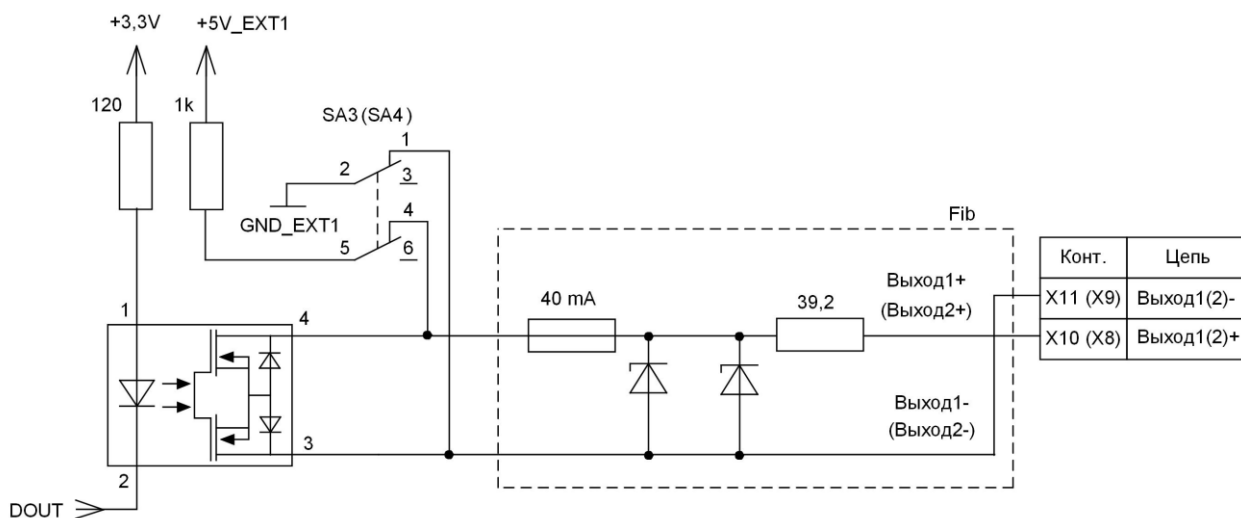 +3,3V
+5V_EXT1
120
1k
SA3(SA4)
1
2
3
GND_EXT1
4
5
6
Fib
Конт.
Цепь
Выход1+
(Выход2+)
X11 (X9)
Выход1(2)-
40 mA
39,2
X10 (X8)
Выход1(2)+
1
4
Выход1-
(Выход2-)
3
2
DOUT